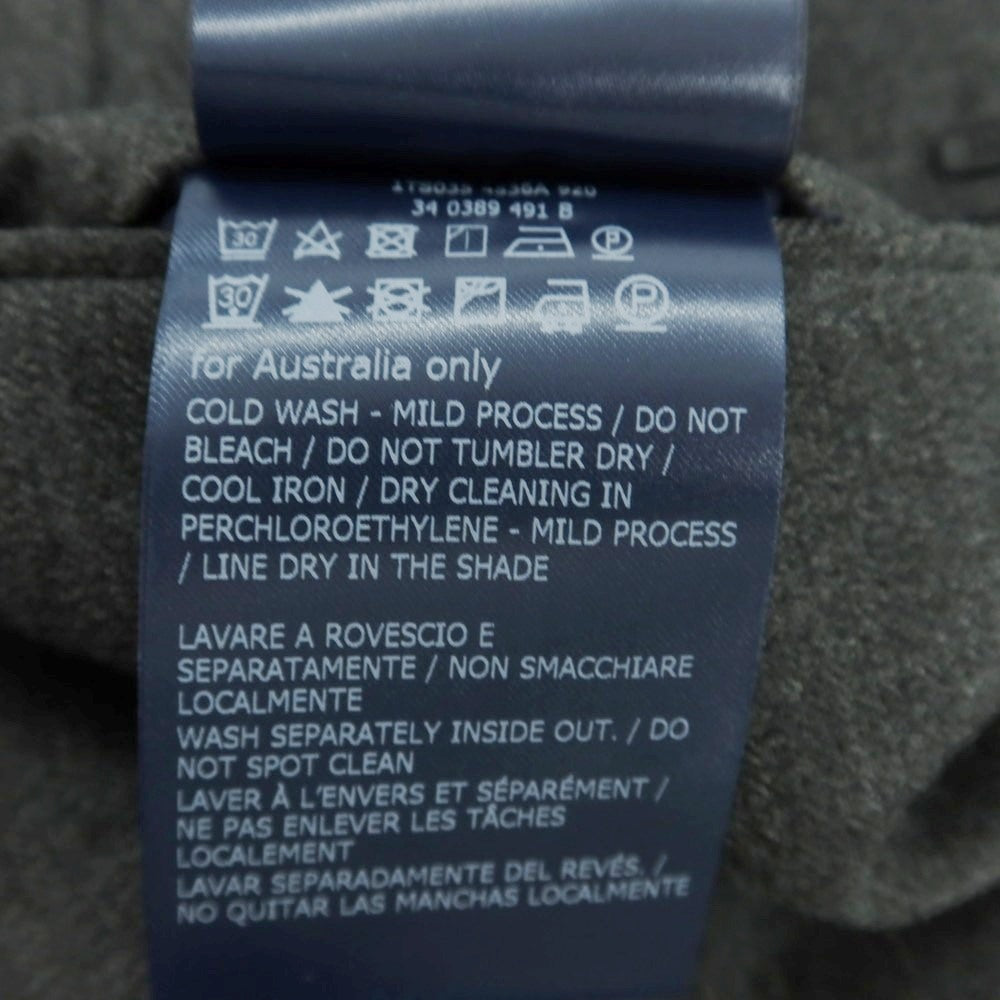 34 0389 491 B
30
P
30
P
for Australia only
COLD WASH - MILD PROCESS / DO NOT
BLEACH / DO NOT TUMBLER DRY /
COOL IRON / DRY CLEANING IN
PERCHLOROETHYLENE - MILD PROCESS
/ LINE DRY IN THE SHADE
LAVARE A ROVESCIO E
SEPARATAMENTE / NON SMACCHIARE
LOCALMENTE
WASH SEPARATELY INSIDE OUT. / DO
NOT SPOT CLEAN
LAVER À L'ENVERS ET SÉPARÉMENT /
NE PAS ENLEVER LES TÂCHES
LOCALEMENT
LAVAR SEPARADAMENTE DEL REVÉS. /
NO QUITAR LAS MANCHAS LOCALMENTE